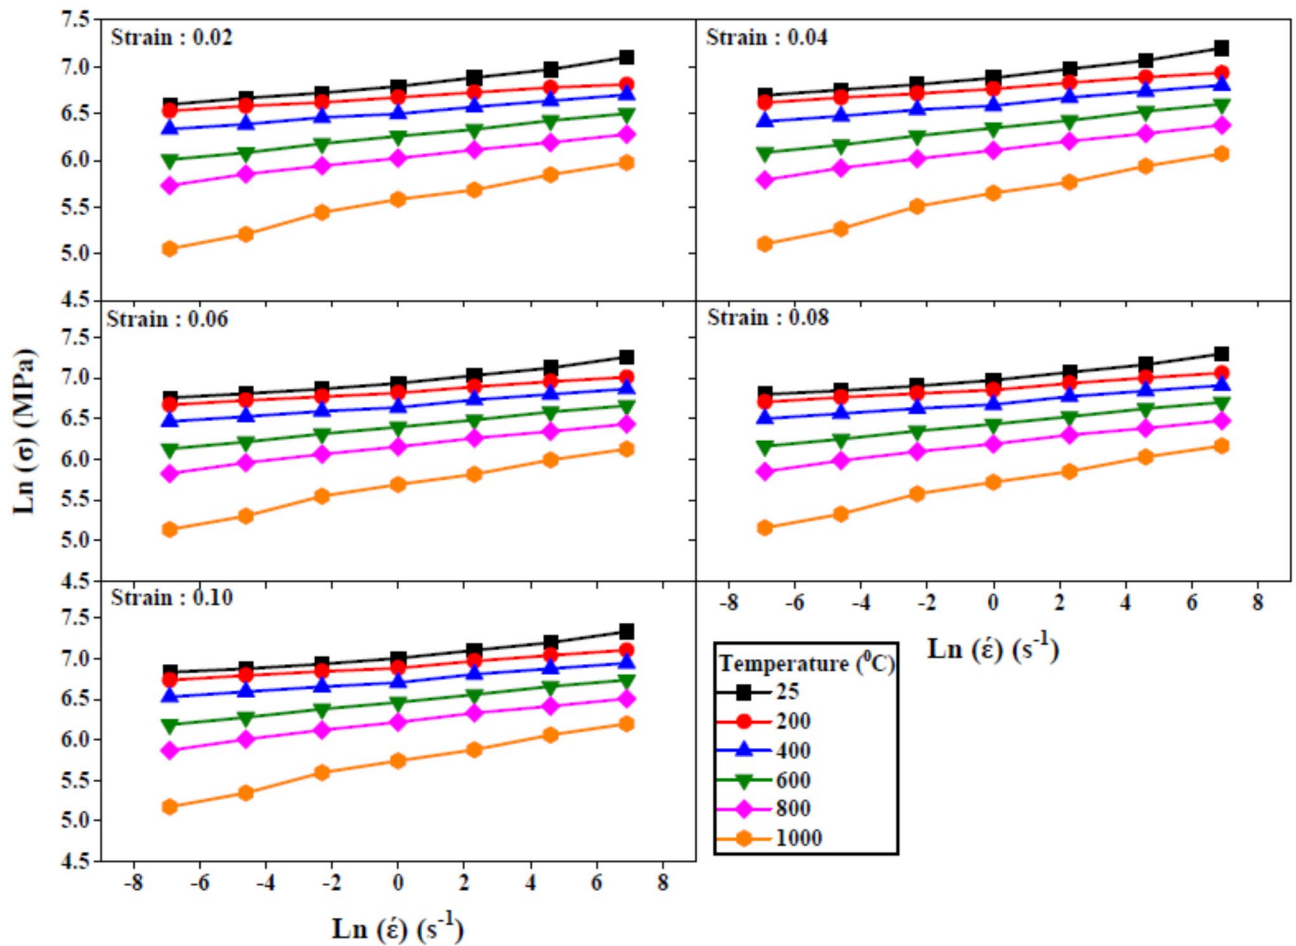 Strain : 0.02
Strain : 0.04
7.5
7.0
6.5
6.0
5.5
5.0
4.5
Strain : 0.06
Strain : 0.08
7.5
7.0
6.5
6.0
5.5
5.0
4.5
Ln (σ) (MPa)
-8 -6 -4 -2 0 2 4 6 8
Ln (έ) (s⁻¹)
Strain : 0.10
7.5
7.0
6.5
6.0
5.5
5.0
4.5
Temperature (⁰C)
25
200
400
600
800
1000
-8 -6 -4 -2 0 2 4 6 8
Ln (έ) (s⁻¹)